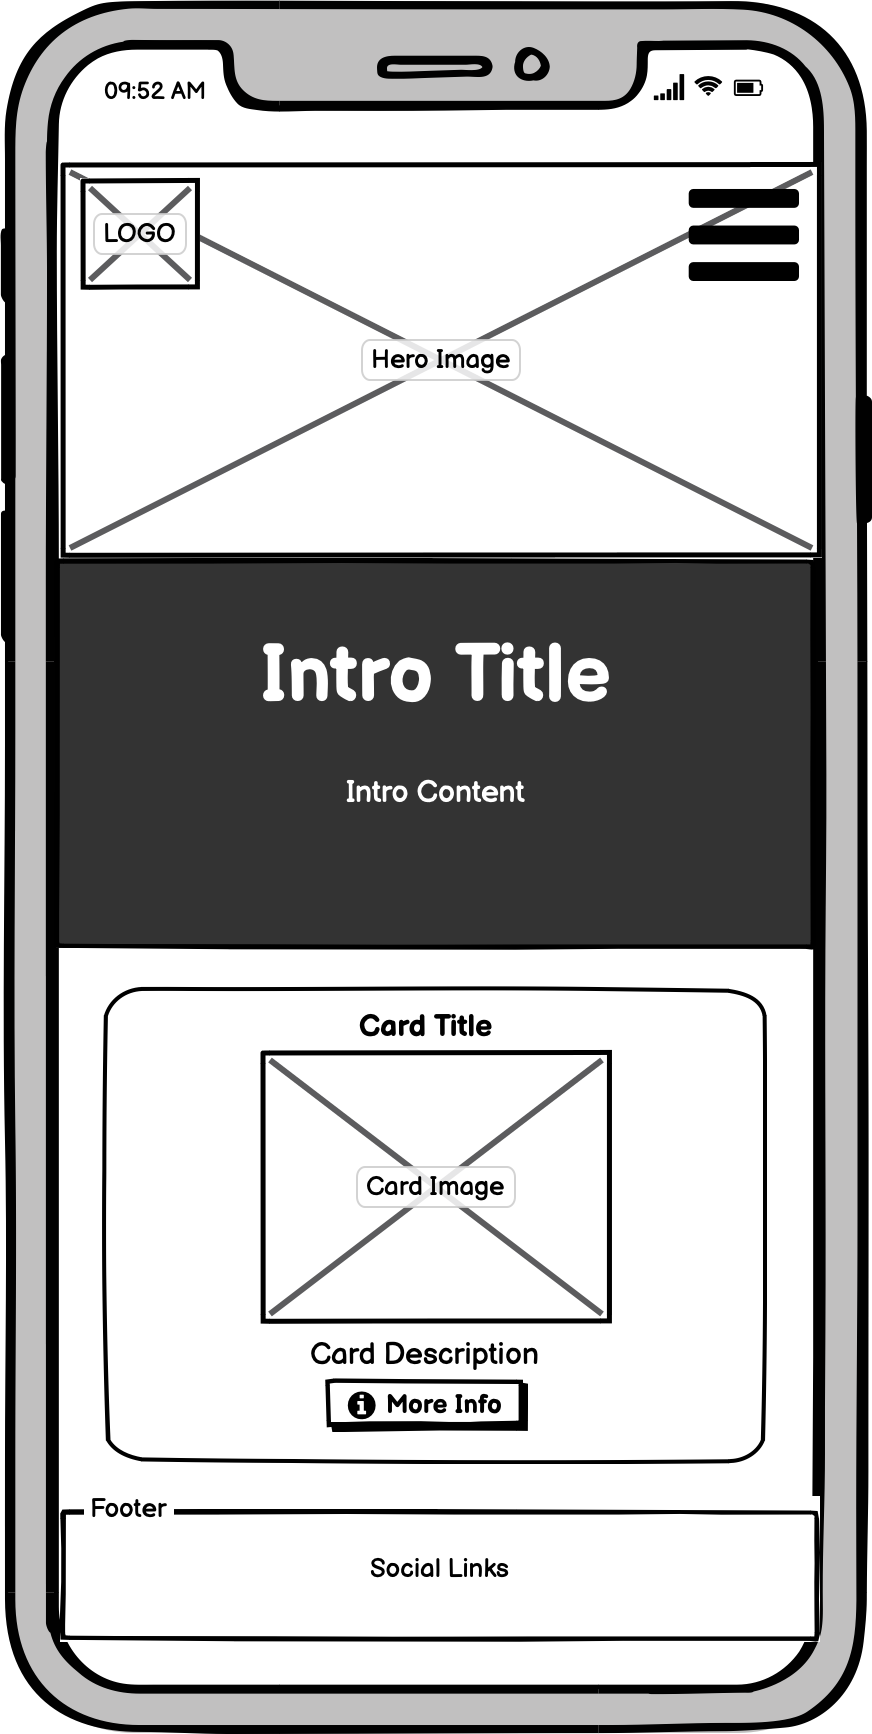 09:52 AM
LOGO
Hero Image
Intro Title
Intro Content
Card Title
Card Image
Card Description
More Info
Footer
Social Links